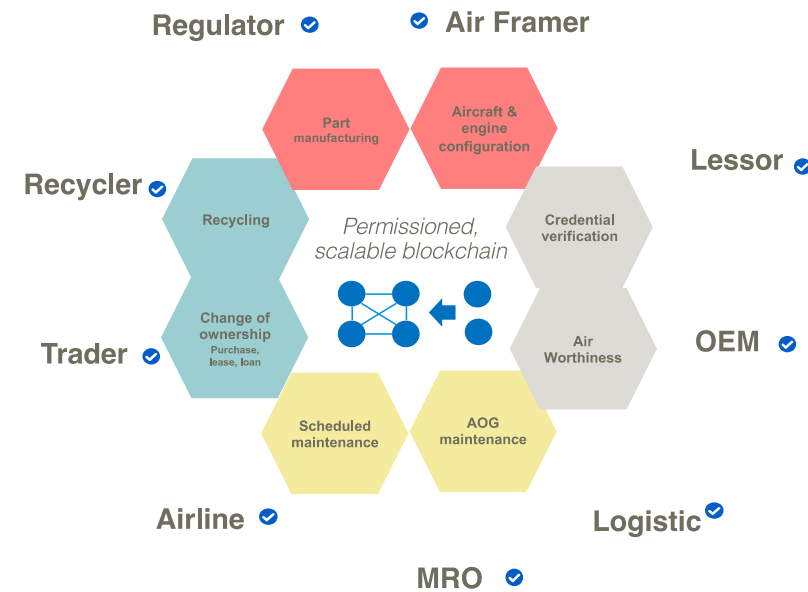 Regulator
Air Framer
Part
manufacturing
Aircraft &
engine
configuration
Lessor
Recycler
Recycling
Permissioned,
scalable blockchain
Credential
verification
Change of
ownership
Purchase,
lease, loan
Air
Worthiness
OEM
Trader
Scheduled
maintenance
AOG
maintenance
Airline
Logistic
MRO